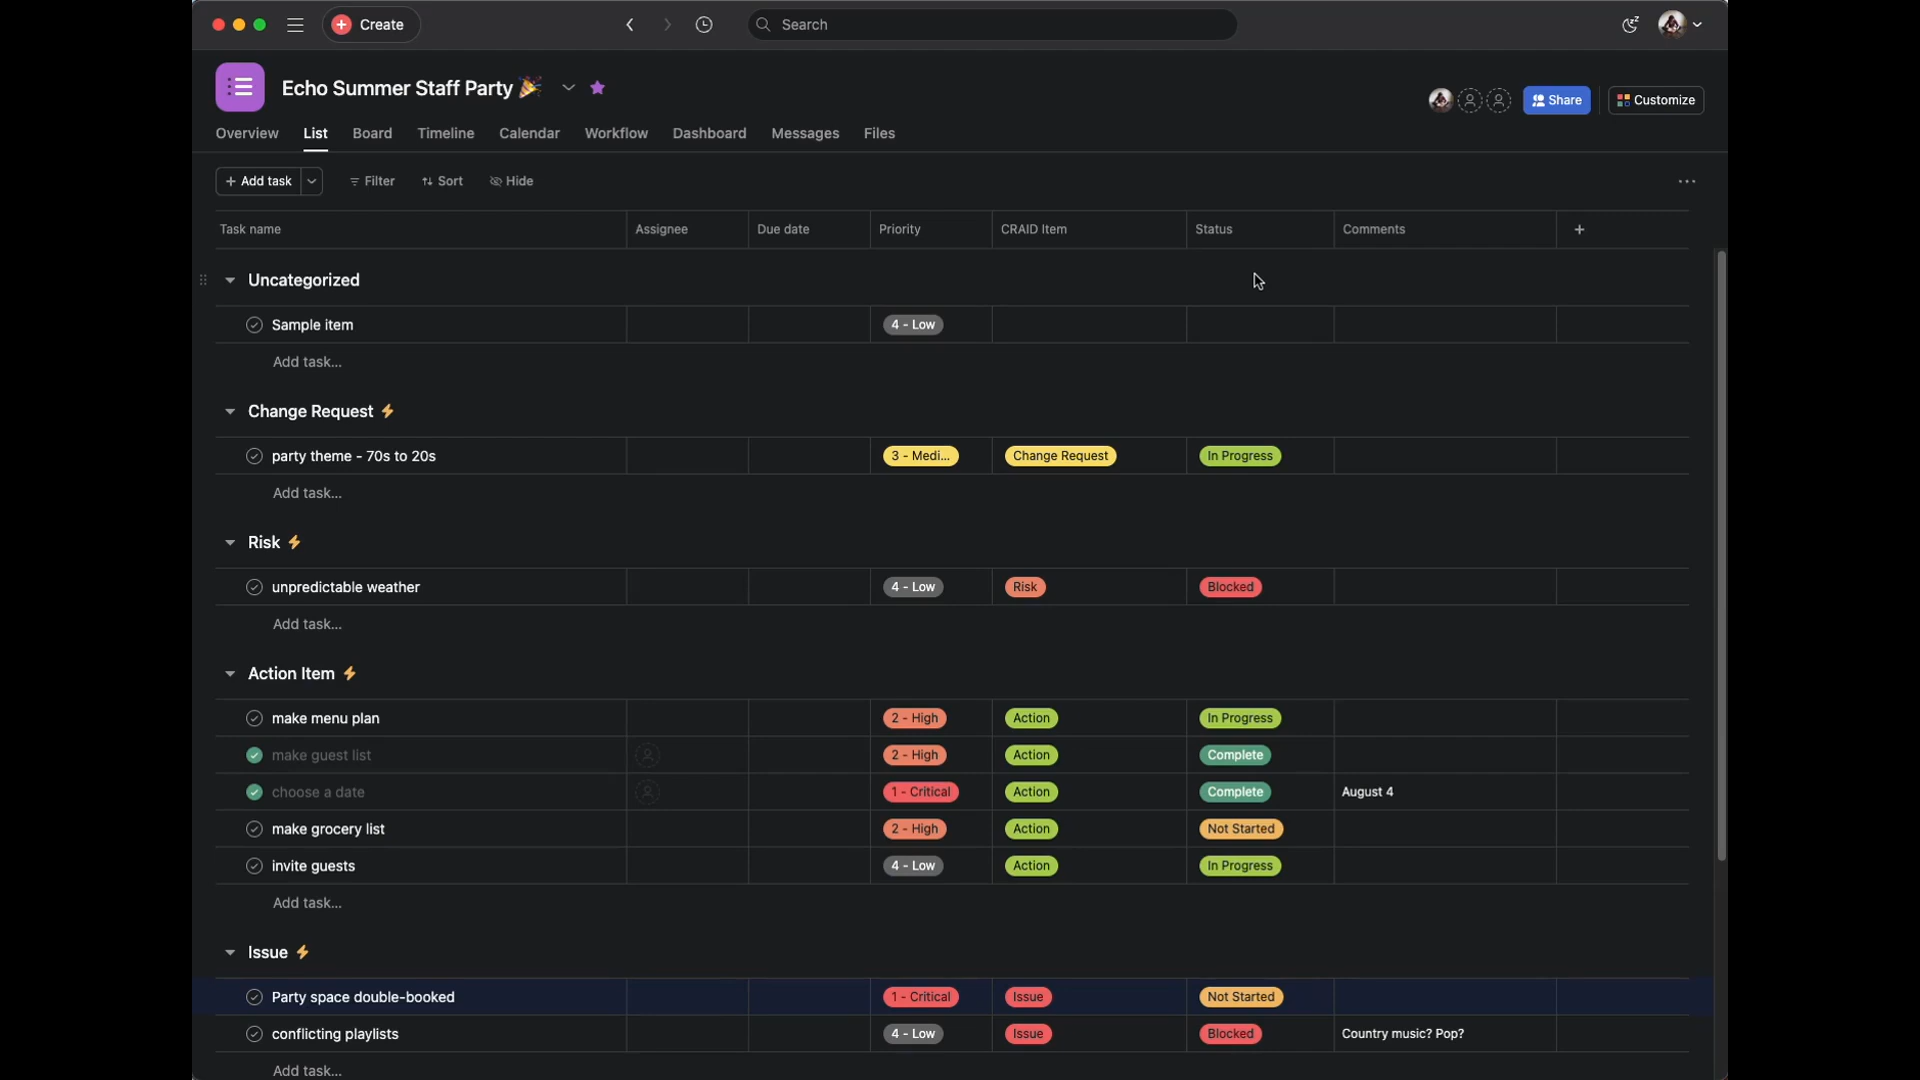 Create
Search
Echo Summer Staff Party 🎉
Share
Customize
Overview List Board Timeline Calendar Workflow Dashboard Messages Files
+ Add task Filter Sort Hide
Task name Assignee Due date Priority CRAID Item Status Comments +
Uncategorized
Sample item 4 - Low
Add task...
Change Request ⚡
party theme - 70s to 20s 3 - Medi... Change Request In Progress
Add task...
Risk ⚡
unpredictable weather 4 - Low Risk Blocked
Add task...
Action Item ⚡
make menu plan 2 - High Action In Progress
make guest list 2 - High Action Complete
choose a date 1 - Critical Action Complete August 4
make grocery list 2 - High Action Not Started
invite guests 4 - Low Action In Progress
Add task...
Issue ⚡
Party space double-booked 1 - Critical Issue Not Started
conflicting playlists 4 - Low Issue Blocked Country music? Pop?
Add task...